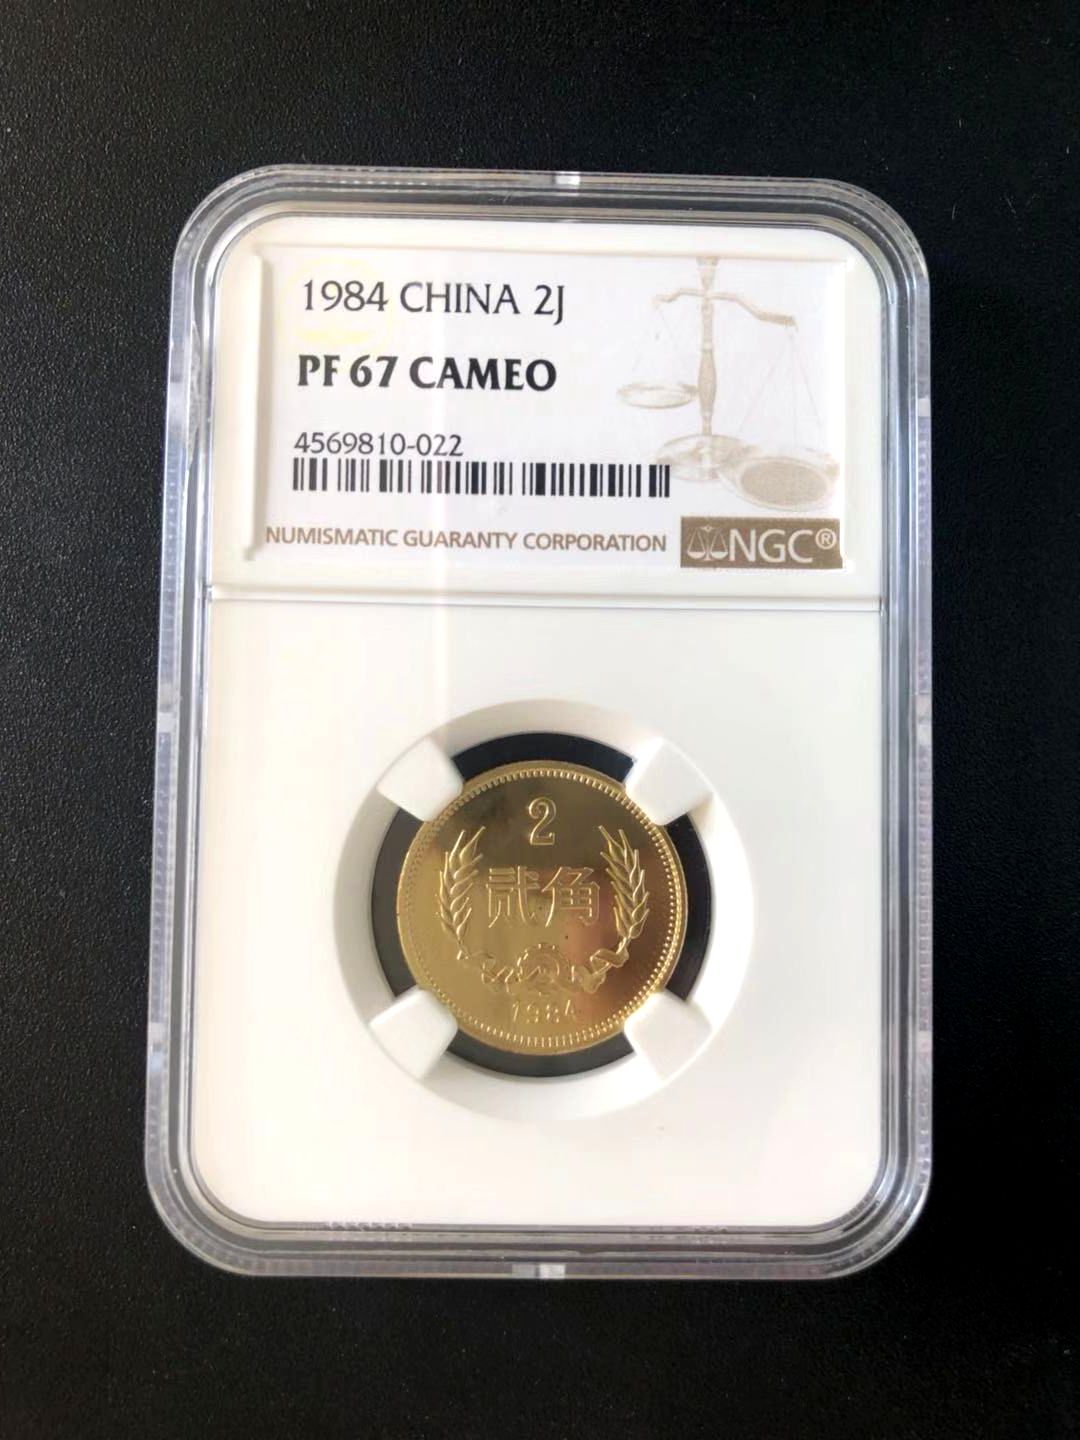 1984 CHINA 2J
PF 67 CAMEO
4569810-022
NUMISMATIC GUARANTY CORPORATION
NGC®
2
贰角
1984